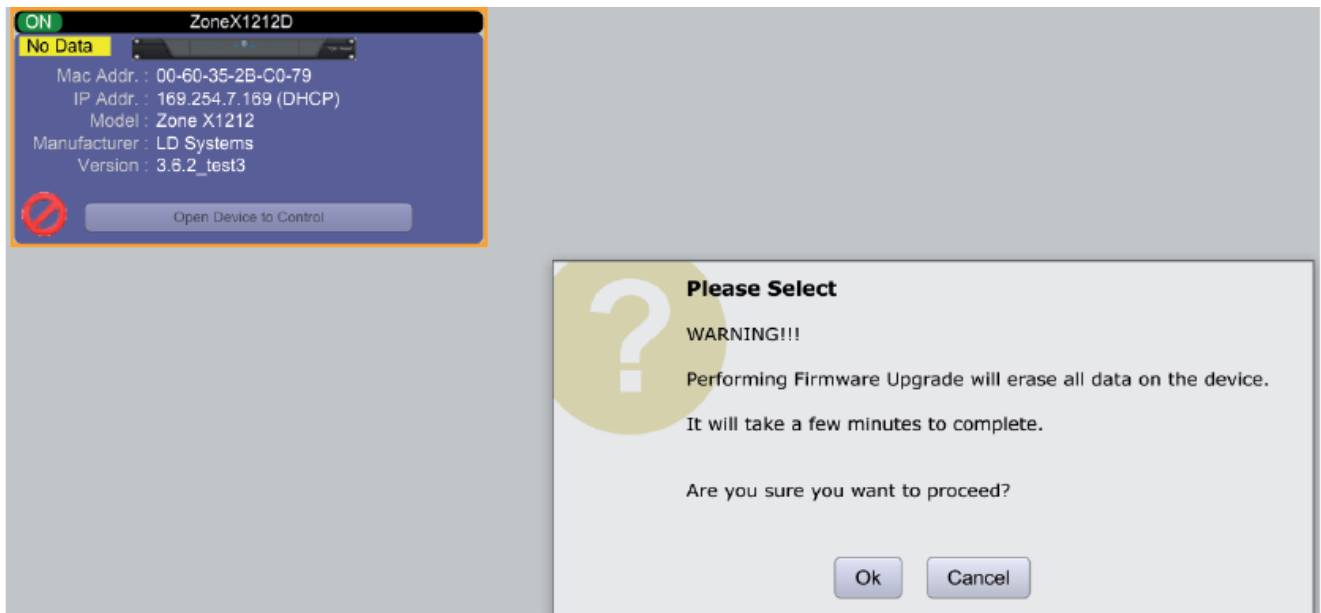 ON ZoneX1212D
No Data
Mac Addr. : 00-60-35-2B-C0-79
IP Addr. : 169.254.7.169 (DHCP)
Model : Zone X1212
Manufacturer : LD Systems
Version : 3.6.2_test3
Open Device to Control
?
Please Select
WARNING!!!
Performing Firmware Upgrade will erase all data on the device.
It will take a few minutes to complete.
Are you sure you want to proceed?
Ok Cancel